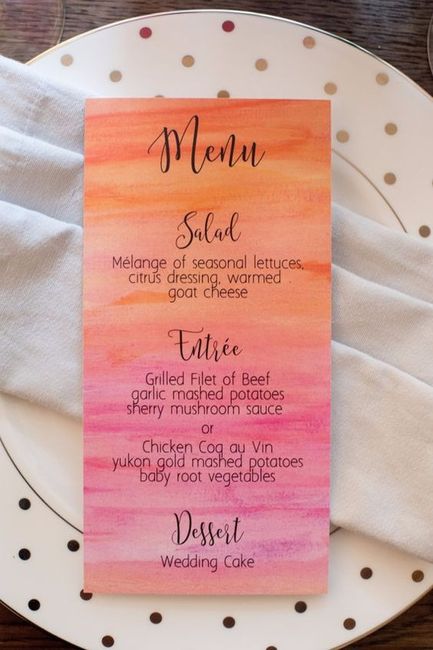 Menu
Salad
Mélange of seasonal lettuces,
citrus dressing, warmed
goat cheese
Entrée
Grilled Filet of Beef
garlic mashed potatoes
sherry mushroom sauce
or
Chicken Coq au Vin
yukon gold mashed potatoes
baby root vegetables
Dessert
Wedding Cake